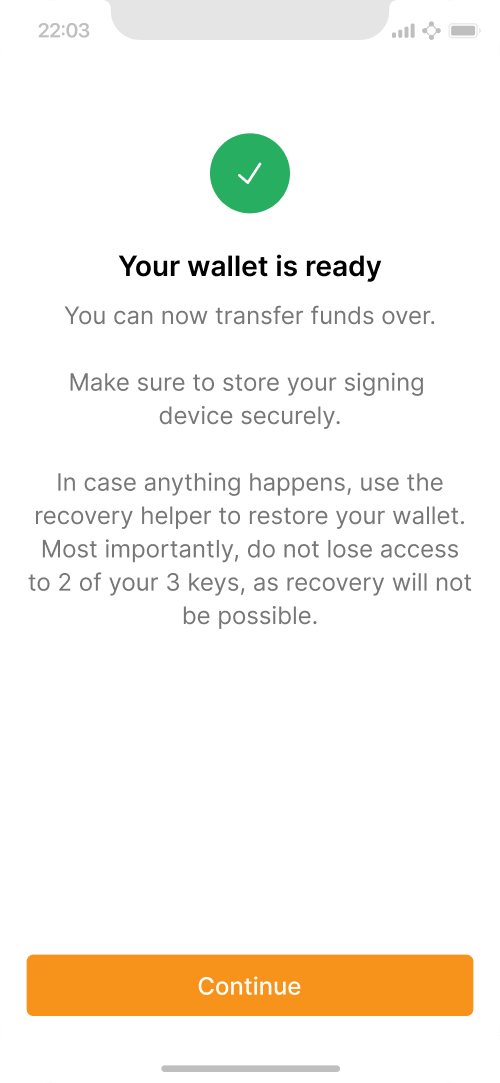 22:03
Your wallet is ready
You can now transfer funds over.
Make sure to store your signing
device securely.
In case anything happens, use the
recovery helper to restore your wallet.
Most importantly, do not lose access
to 2 of your 3 keys, as recovery will not
be possible.
Continue